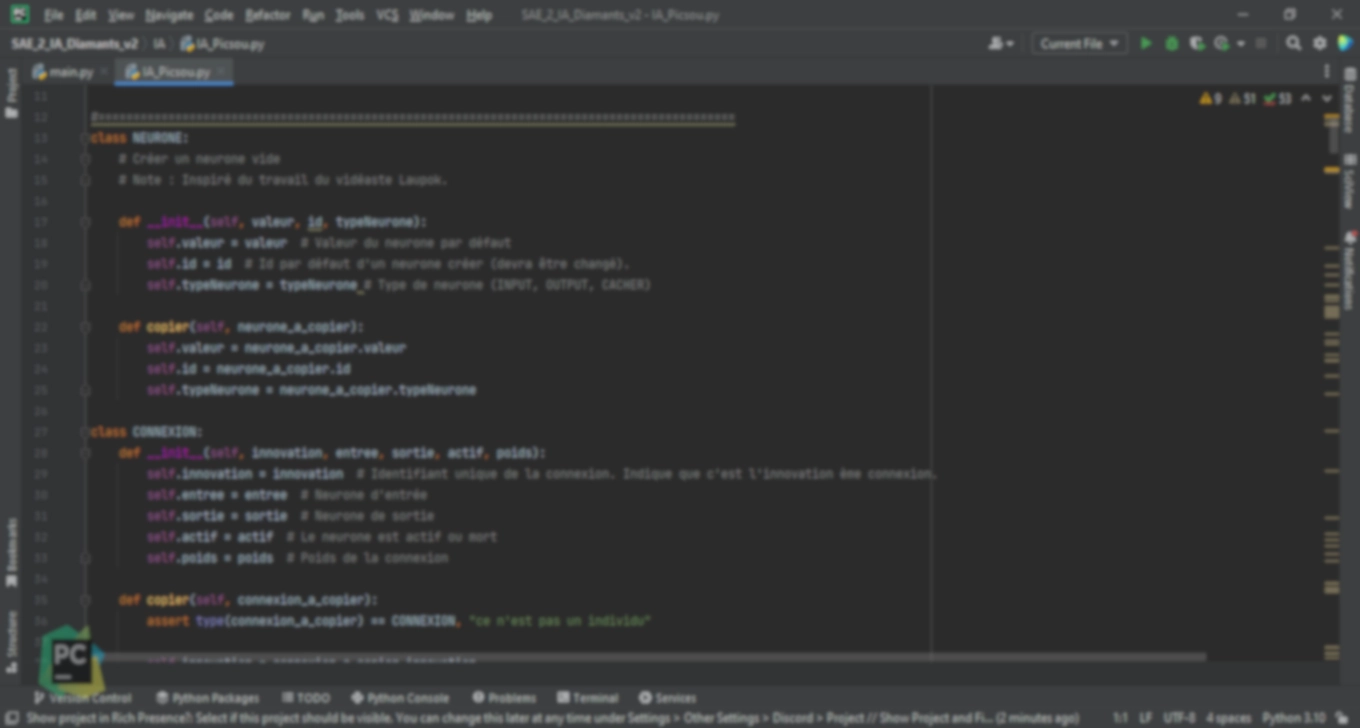 File Edit View Navigate Code Refactor Run Tools VCS Window Help SAE_2_IA_Diamants_v2 - IA_Picsou.py
SAE_2_IA_Diamants_v2 IA IA_Picsou.py Current File
main.py IA_Picsou.py
Project
Database
SciView
Notifications
Bookmarks
Structure
9 51 53
11
12
13 class NEURONE:
14 # Créer un neurone vide
15 # Note : Inspiré du travail du vidéaste Laupok.
16
17 def __init__(self, valeur, id, typeNeurone):
18 self.valeur = valeur # Valeur du neurone par défaut
19 self.id = id # Id par défaut d'un neurone créer (devra être changé).
20 self.typeNeurone = typeNeurone # Type de neurone (INPUT, OUTPUT, CACHER)
21
22 def copier(self, neurone_a_copier):
23 self.valeur = neurone_a_copier.valeur
24 self.id = neurone_a_copier.id
25 self.typeNeurone = neurone_a_copier.typeNeurone
26
27 class CONNEXION:
28 def __init__(self, innovation, entree, sortie, actif, poids):
29 self.innovation = innovation # Identifiant unique de la connexion. Indique que c'est l'innovation ème connexion.
30 self.entree = entree # Neurone d'entrée
31 self.sortie = sortie # Neurone de sortie
32 self.actif = actif # Le neurone est actif ou mort
33 self.poids = poids # Poids de la connexion
34
35 def copier(self, connexion_a_copier):
36 assert type(connexion_a_copier) == CONNEXION, "ce n'est pas un individu"
PC
Version Control Python Packages TODO Python Console Problems Terminal Services
Show project in Rich Presence?: Select if this project should be visible. You can change this later at any time under Settings > Other Settings > Discord > Project // Show Project and Fi... (2 minutes ago) 1:1 LF UTF-8 4 spaces Python 3.10